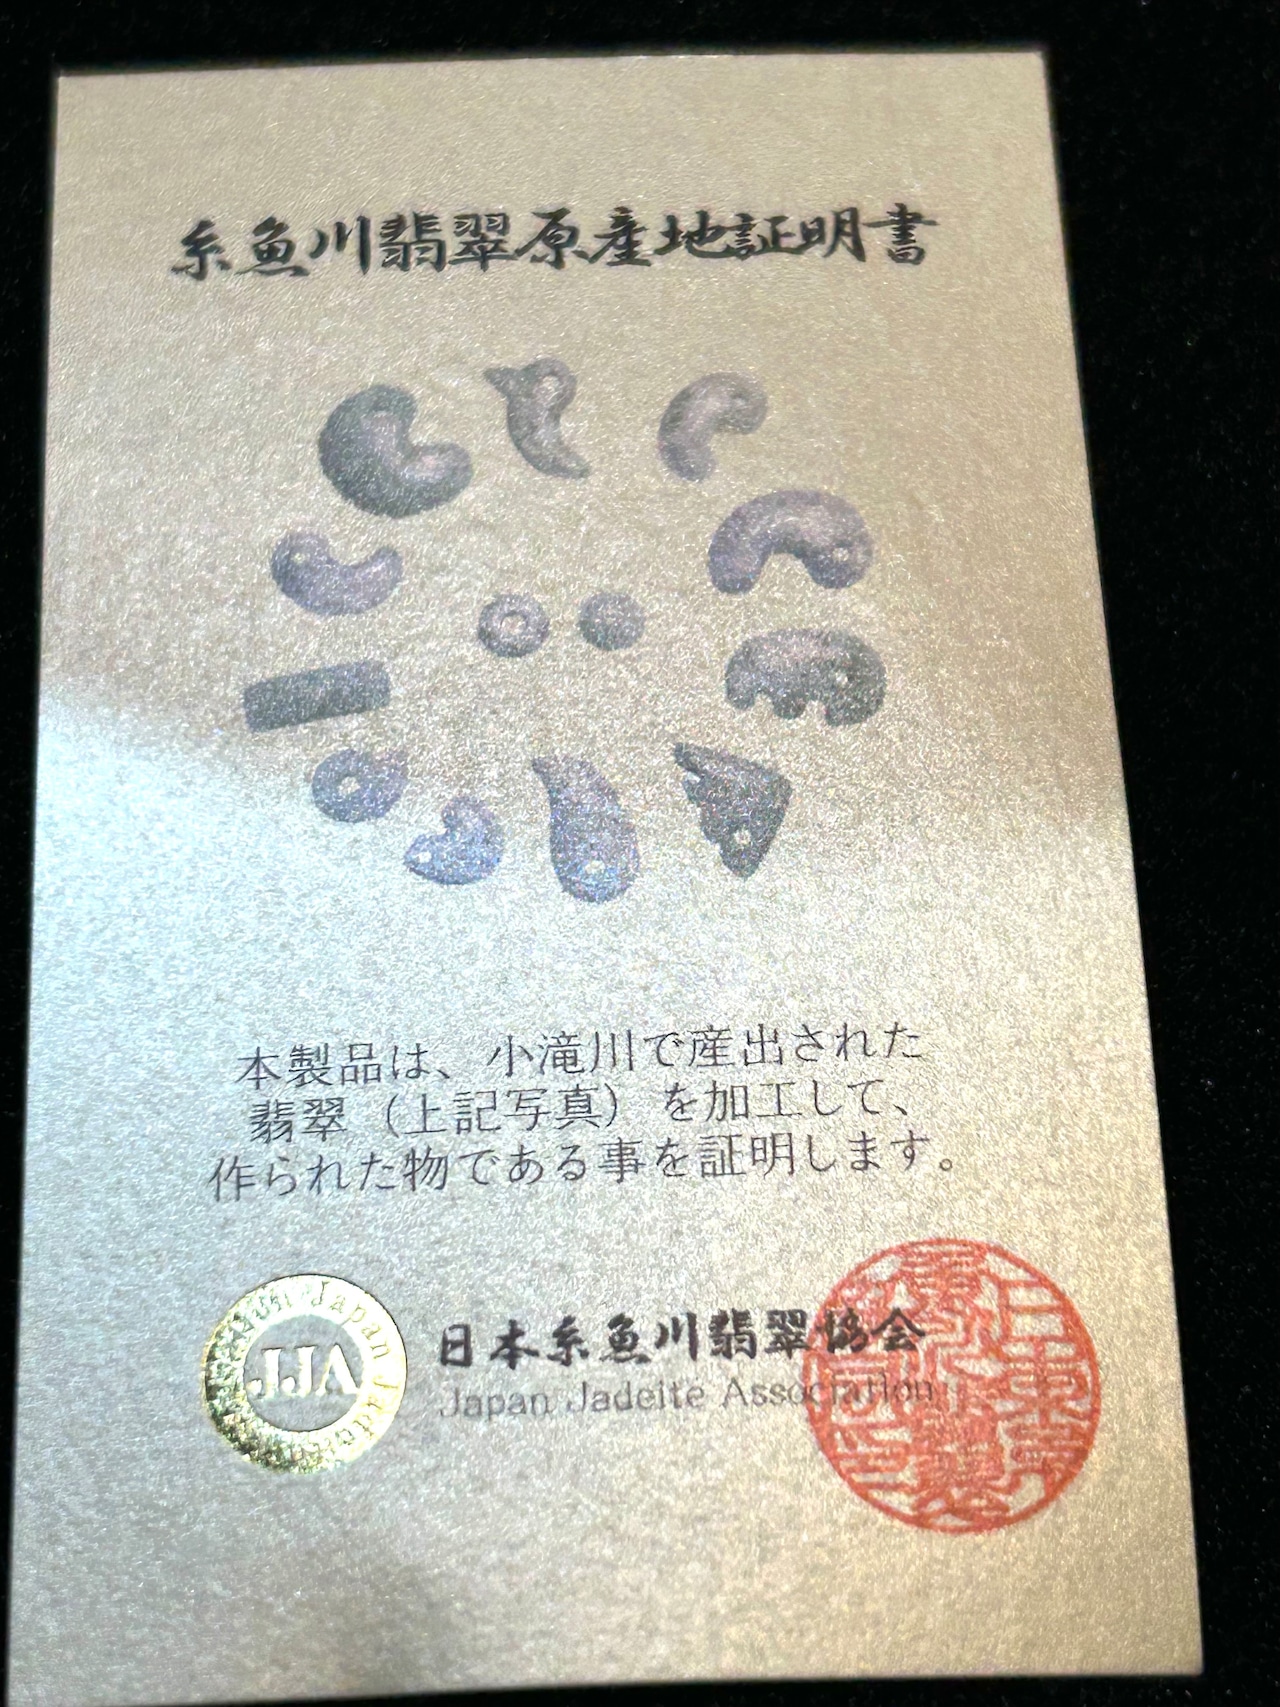 糸魚川翡翠原産地証明書
本製品は、小滝川で産出された
翡翠（上記写真）を加工して、
作られた物である事を証明します。
Japan
JJA
日本糸魚川翡翠協会
Japan Jadeite Association